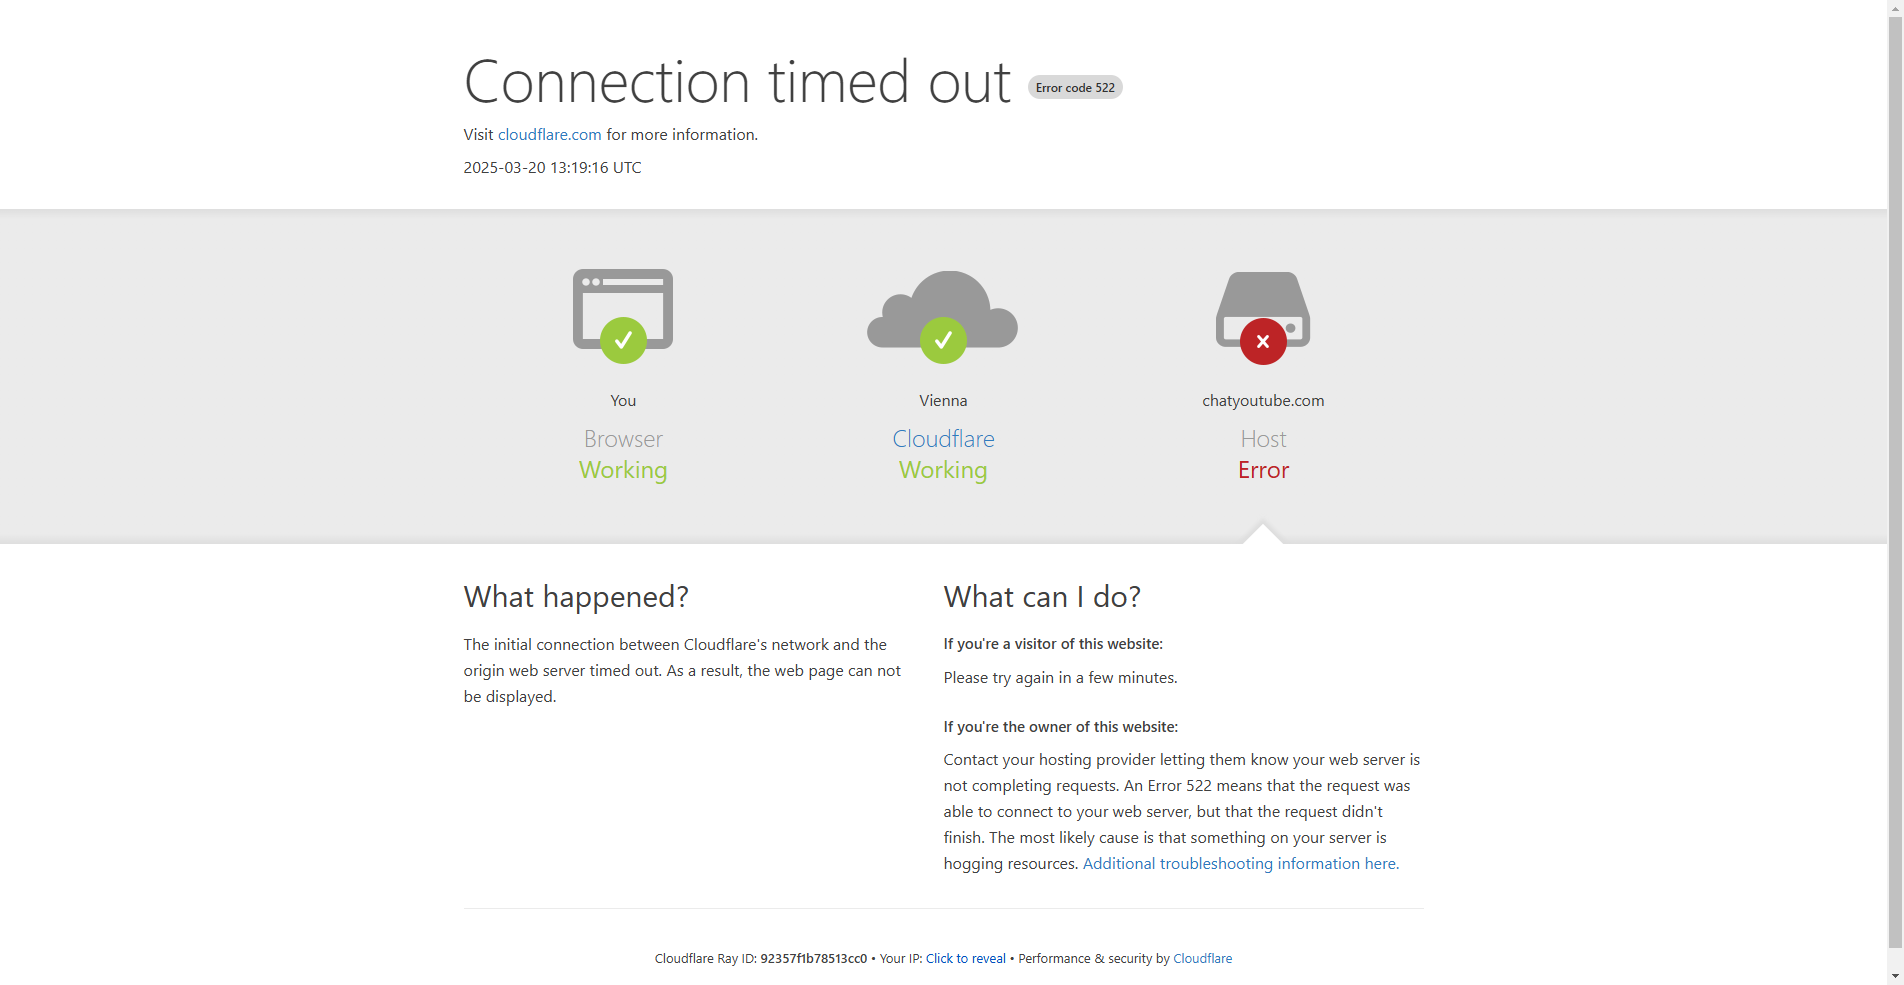 Connection timed out Error code 522
Visit cloudflare.com for more information.
2025-03-20 13:19:16 UTC
You
Browser
Working
Vienna
Cloudflare
Working
chatyoutube.com
Host
Error
What happened?
The initial connection between Cloudflare's network and the
origin web server timed out. As a result, the web page can not
be displayed.
What can I do?
If you're a visitor of this website:
Please try again in a few minutes.
If you're the owner of this website:
Contact your hosting provider letting them know your web server is
not completing requests. An Error 522 means that the request was
able to connect to your web server, but that the request didn't
finish. The most likely cause is that something on your server is
hogging resources. Additional troubleshooting information here.
Cloudflare Ray ID: 92357f1b78513cc0 • Your IP: Click to reveal • Performance & security by Cloudflare